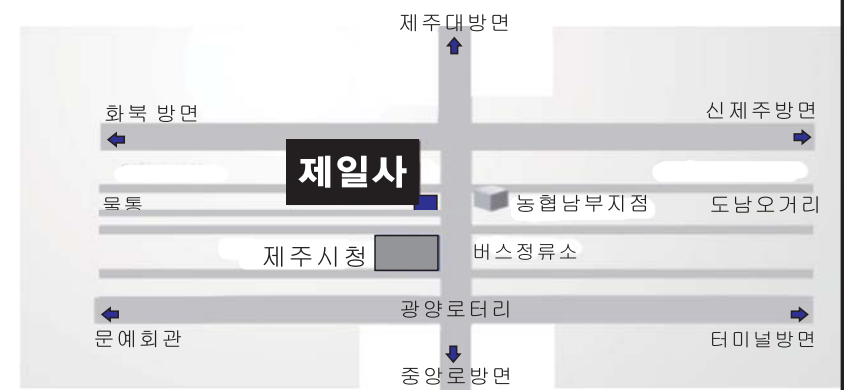 제주대방면
화북 방면
신제주방면
제일사
물통
농협남부지점
도남오거리
제주시청
버스정류소
광양로터리
문예회관
터미널방면
중앙로방면